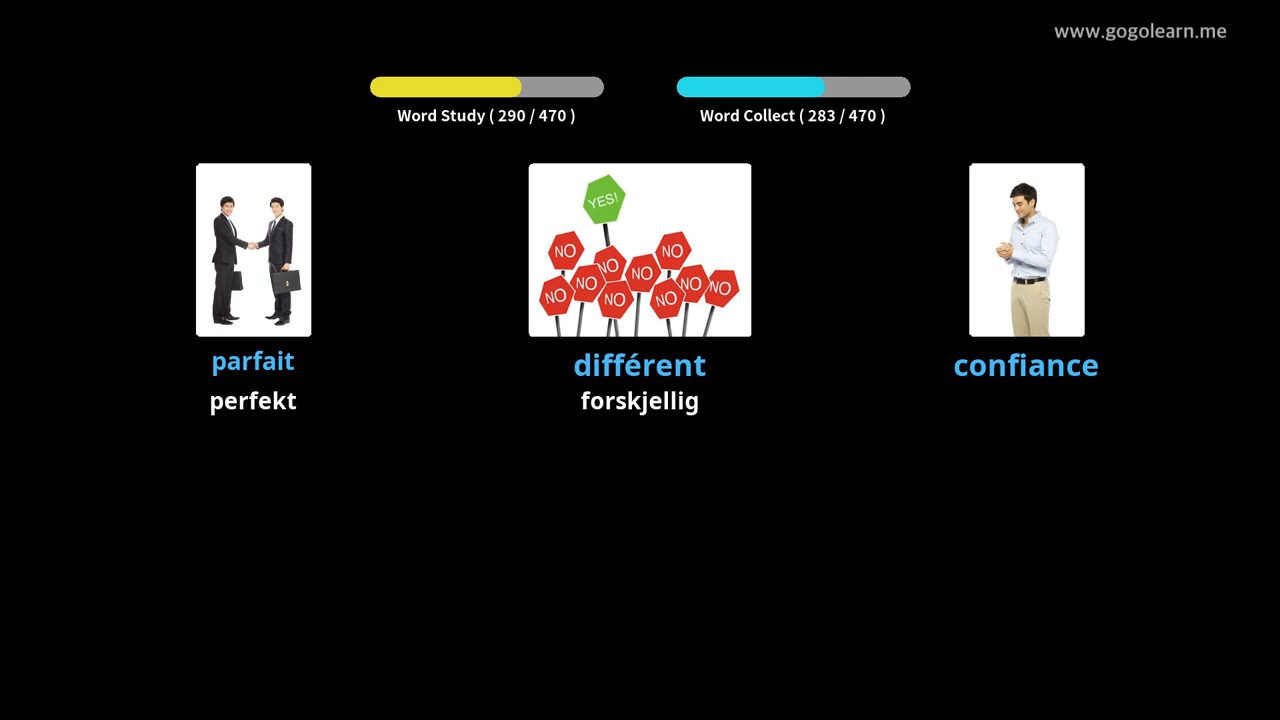 www.gogolearn.me
Word Study ( 290 / 470 )
Word Collect ( 283 / 470 )
YES!
NO
NO
NO
NO
NO
NO
NO
NO
NO
NO
parfait
différent
confiance
perfekt
forskjellig